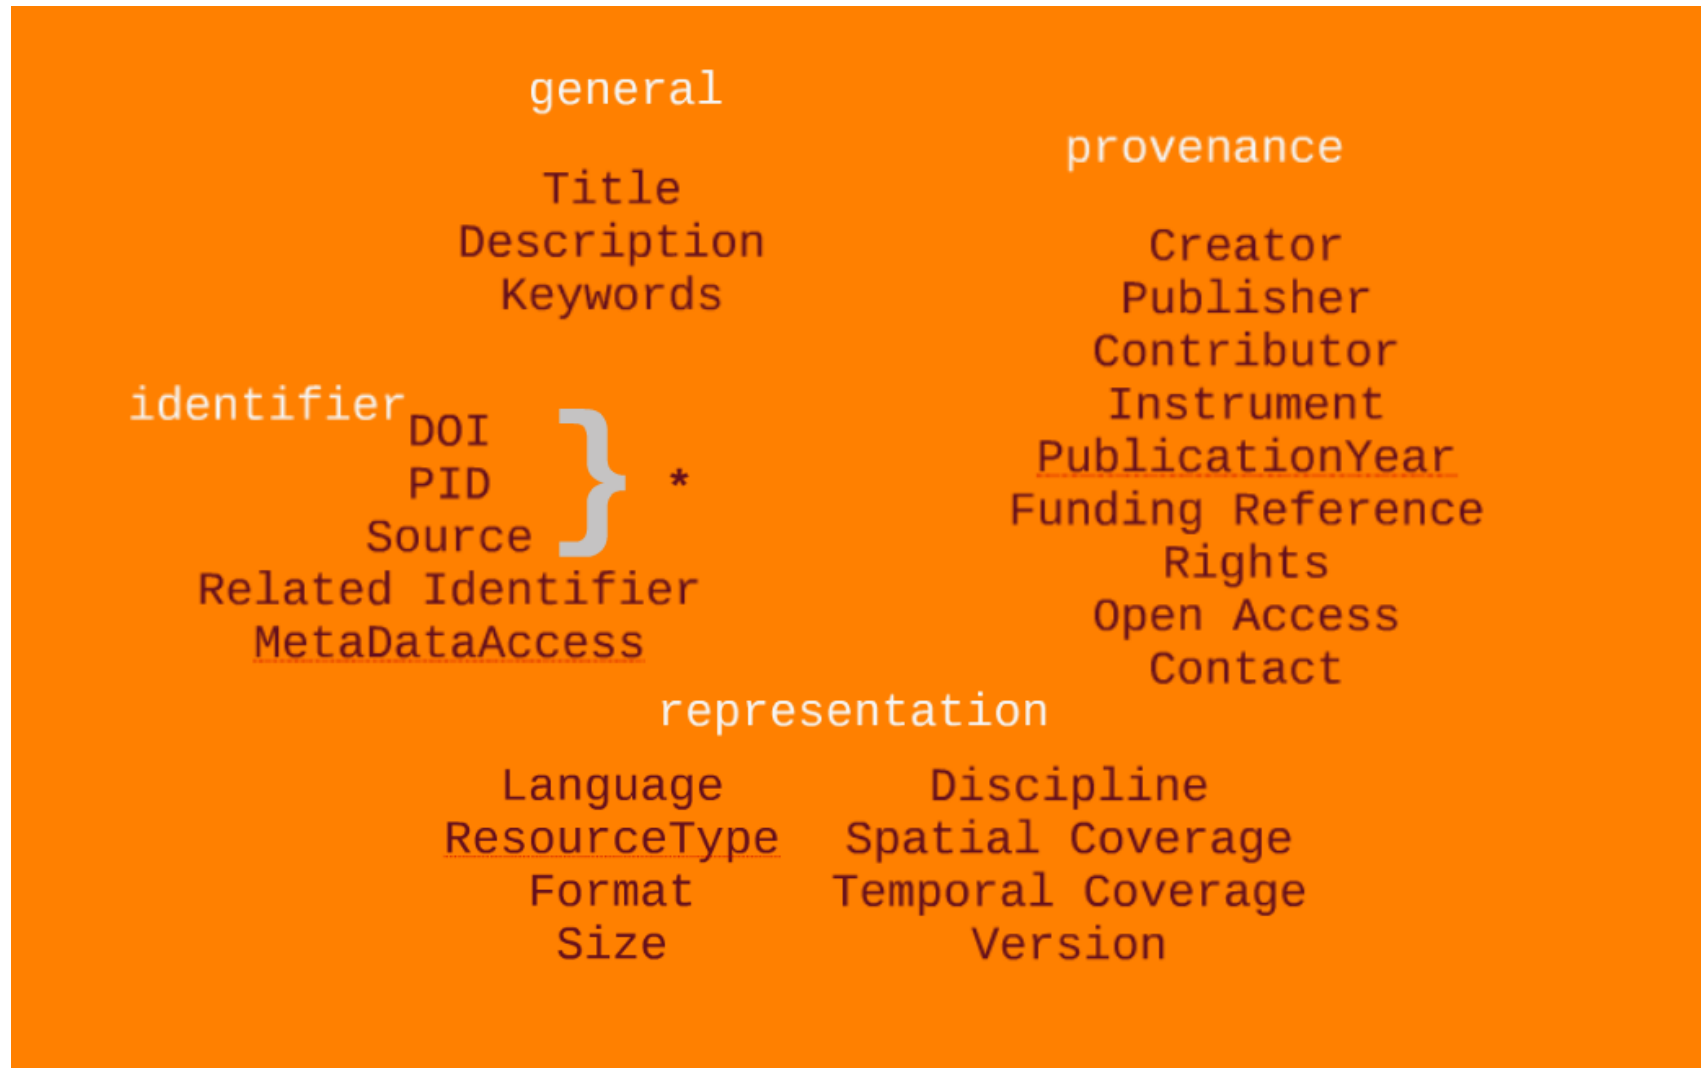 general
Title
Description
Keywords
provenance
Creator
Publisher
Contributor
Instrument
PublicationYear
Funding Reference
Rights
Open Access
Contact
identifier
DOI
PID
Source
} *
Related Identifier
MetaDataAccess
representation
Language
ResourceType
Format
Size
Discipline
Spatial Coverage
Temporal Coverage
Version